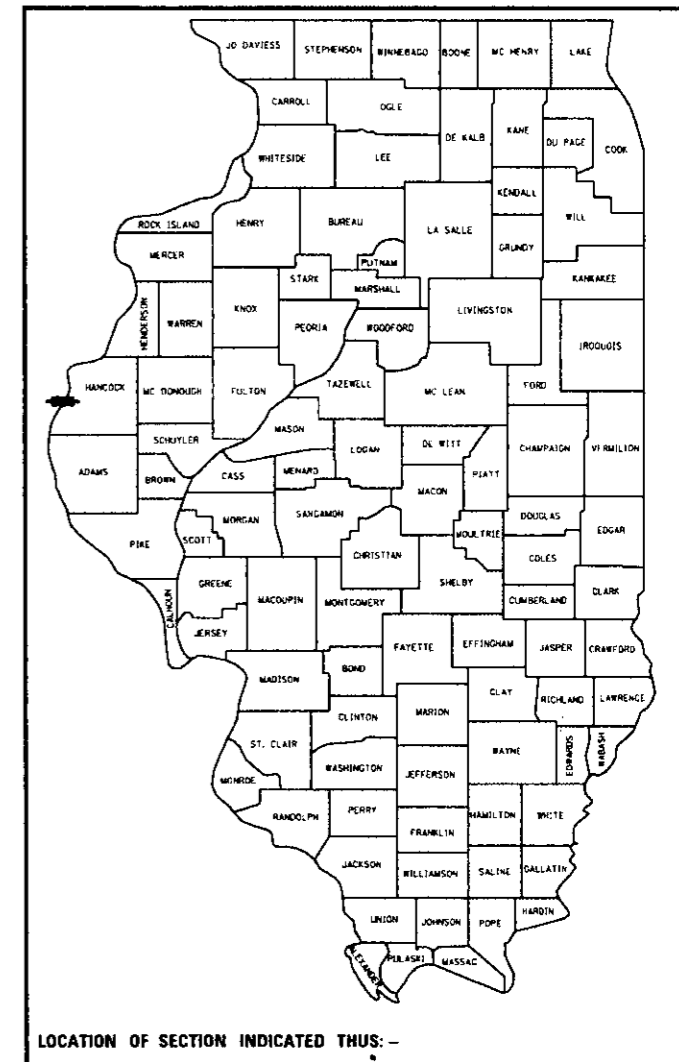 JO DAVIESS STEPHENSON WINNEBAGO BOONE MC HENRY LAKE
CARROLL OGLE DE KALB KANE DU PAGE COOK
WHITESIDE LEE
KENDALL WILL
ROCK ISLAND HENRY BUREAU LA SALLE GRUNDY
MERCER PUTNAM KANKAKEE
STARK MARSHALL
HENDERSON WARREN KNOX PEORIA WOODFORD LIVINGSTON IROQUOIS
HANCOCK MC DONOUGH FULTON TAZEWELL MC LEAN FORD
MASON
SCHUYLER LOGAN DE WITT CHAMPAIGN VERMILION
ADAMS BROWN CASS MENARD PIATT
MACON
MORGAN SANGAMON DOUGLAS EDGAR
PIKE SCOTT CHRISTIAN MOULTRIE COLES
GREENE MACOUPIN MONTGOMERY SHELBY CUMBERLAND CLARK
CALHOUN JERSEY FAYETTE EFFINGHAM JASPER CRAWFORD
BOND
MADISON CLAY RICHLAND LAWRENCE
CLINTON MARION
ST. CLAIR WAYNE EDWARDS WABASH
WASHINGTON JEFFERSON
MONROE
RANDOLPH PERRY HAMILTON WHITE
FRANKLIN
JACKSON WILLIAMSON SALINE GALLATIN
UNION JOHNSON POPE HARDIN
ALEXANDER PULASKI MASSAC
LOCATION OF SECTION INDICATED THUS: –